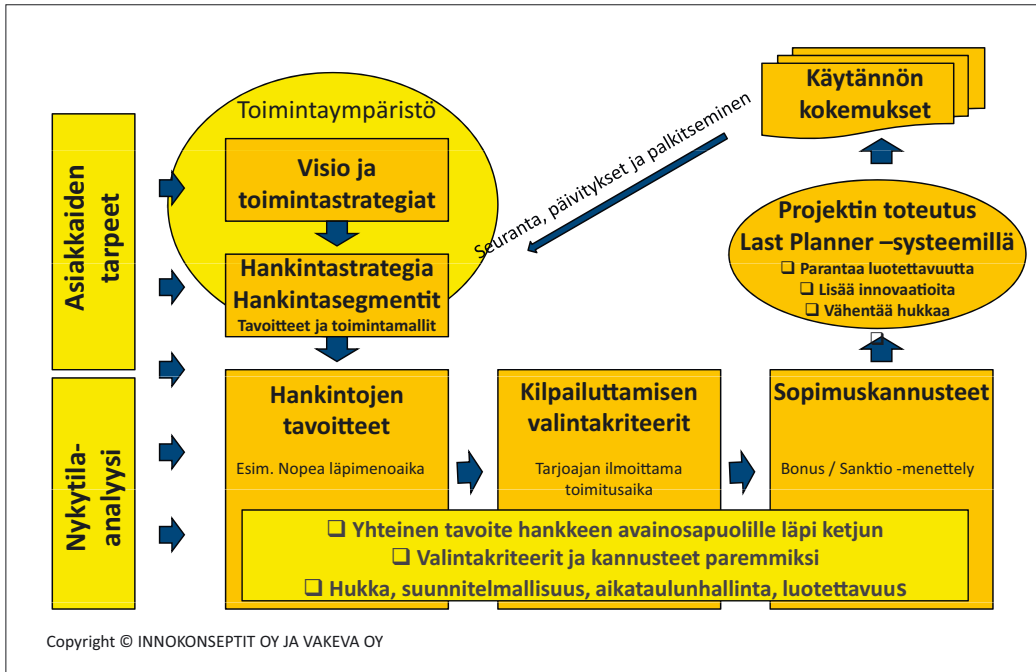 Asiakkaiden
tarpeet
Nykytila-
analyysi
Toimintaympäristö
Visio ja
toimintastrategiat
Hankintastrategia
Hankintasegmentit
Tavoitteet ja toimintamallit
Seuranta, päivitykset ja palkitseminen
Käytännön
kokemukset
Projektin toteutus
Last Planner –systeemillä
❑ Parantaa luotettavuutta
❑ Lisää innovaatioita
❑ Vähentää hukkaa
❑
Hankintojen
tavoitteet
Esim. Nopea läpimenoaika
Kilpailuttamisen
valintakriteerit
Tarjoajan ilmoittama
toimitusaika
Sopimuskannusteet
Bonus / Sanktio -menettely
❑ Yhteinen tavoite hankkeen avainosapuolille läpi ketjun
❑ Valintakriteerit ja kannusteet paremmiksi
❑ Hukka, suunnitelmallisuus, aikataulunhallinta, luotettavuus
Copyright © INNOKONSEPTIT OY JA VAKEVA OY